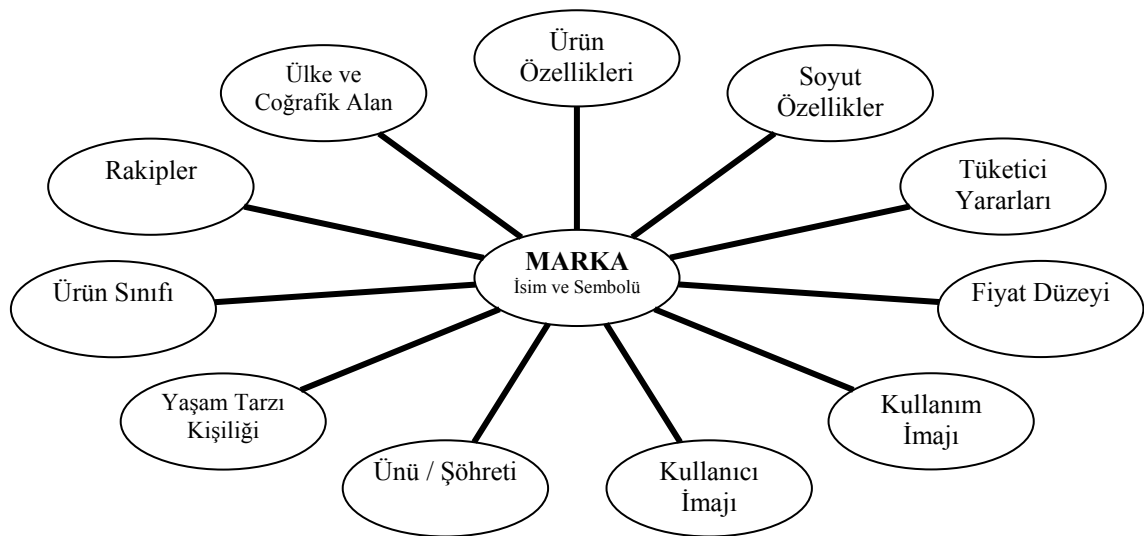 Ürün
Özellikleri
Soyut
Özellikler
Ülke ve
Coğrafik Alan
Tüketici
Yararları
Rakipler
MARKA
İsim ve Sembolü
Ürün Sınıfı
Fiyat Düzeyi
Yaşam Tarzı
Kişiliği
Kullanım
İmajı
Ünü / Şöhreti
Kullanıcı
İmajı